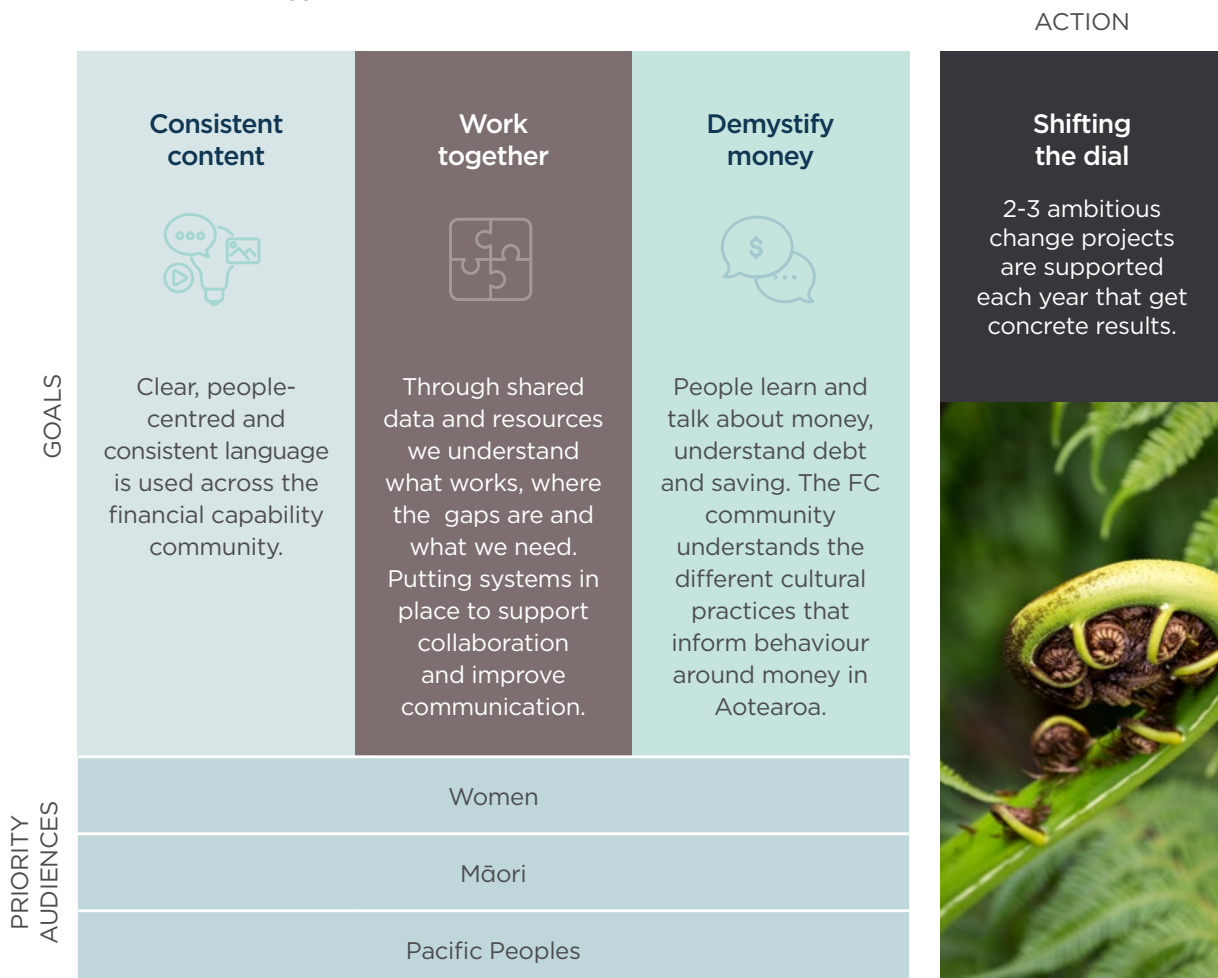 ACTION
Consistent
content
Work
together
Demystify
money
Shifting
the dial
2-3 ambitious
change projects
are supported
each year that get
concrete results.
GOALS
Clear, people-
centred and
consistent language
is used across the
financial capability
community.
Through shared
data and resources
we understand
what works, where
the gaps are and
what we need.
Putting systems in
place to support
collaboration
and improve
communication.
People learn and
talk about money,
understand debt
and saving. The FC
community
understands the
different cultural
practices that
inform behaviour
around money in
Aotearoa.
PRIORITY
AUDIENCES
Women
Māori
Pacific Peoples